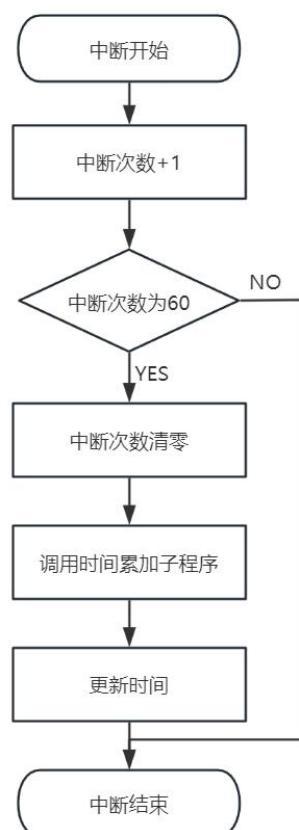 中断开始
中断次数+1
中断次数为60
NO
YES
中断次数清零
调用时间累加子程序
更新时间
中断结束